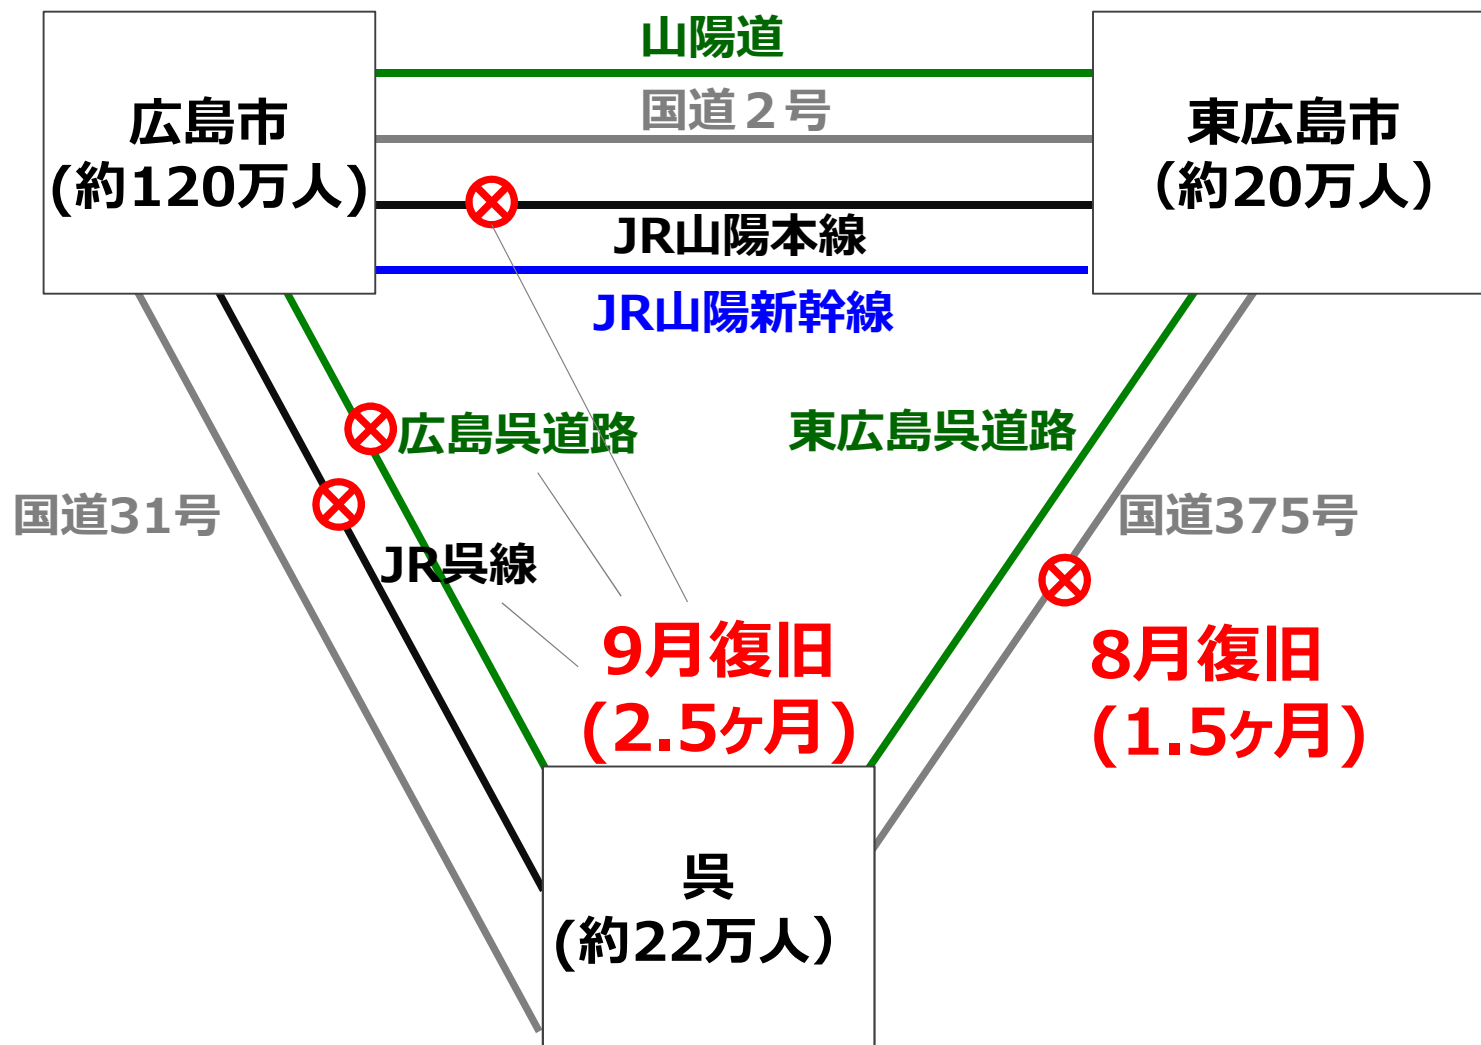 山陽道
広島市
(約120万人)
国道２号
東広島市
（約20万人）
JR山陽本線
JR山陽新幹線
広島呉道路
東広島呉道路
国道31号
国道375号
JR呉線
9月復旧
(2.5ヶ月)
8月復旧
(1.5ヶ月)
呉
(約22万人）